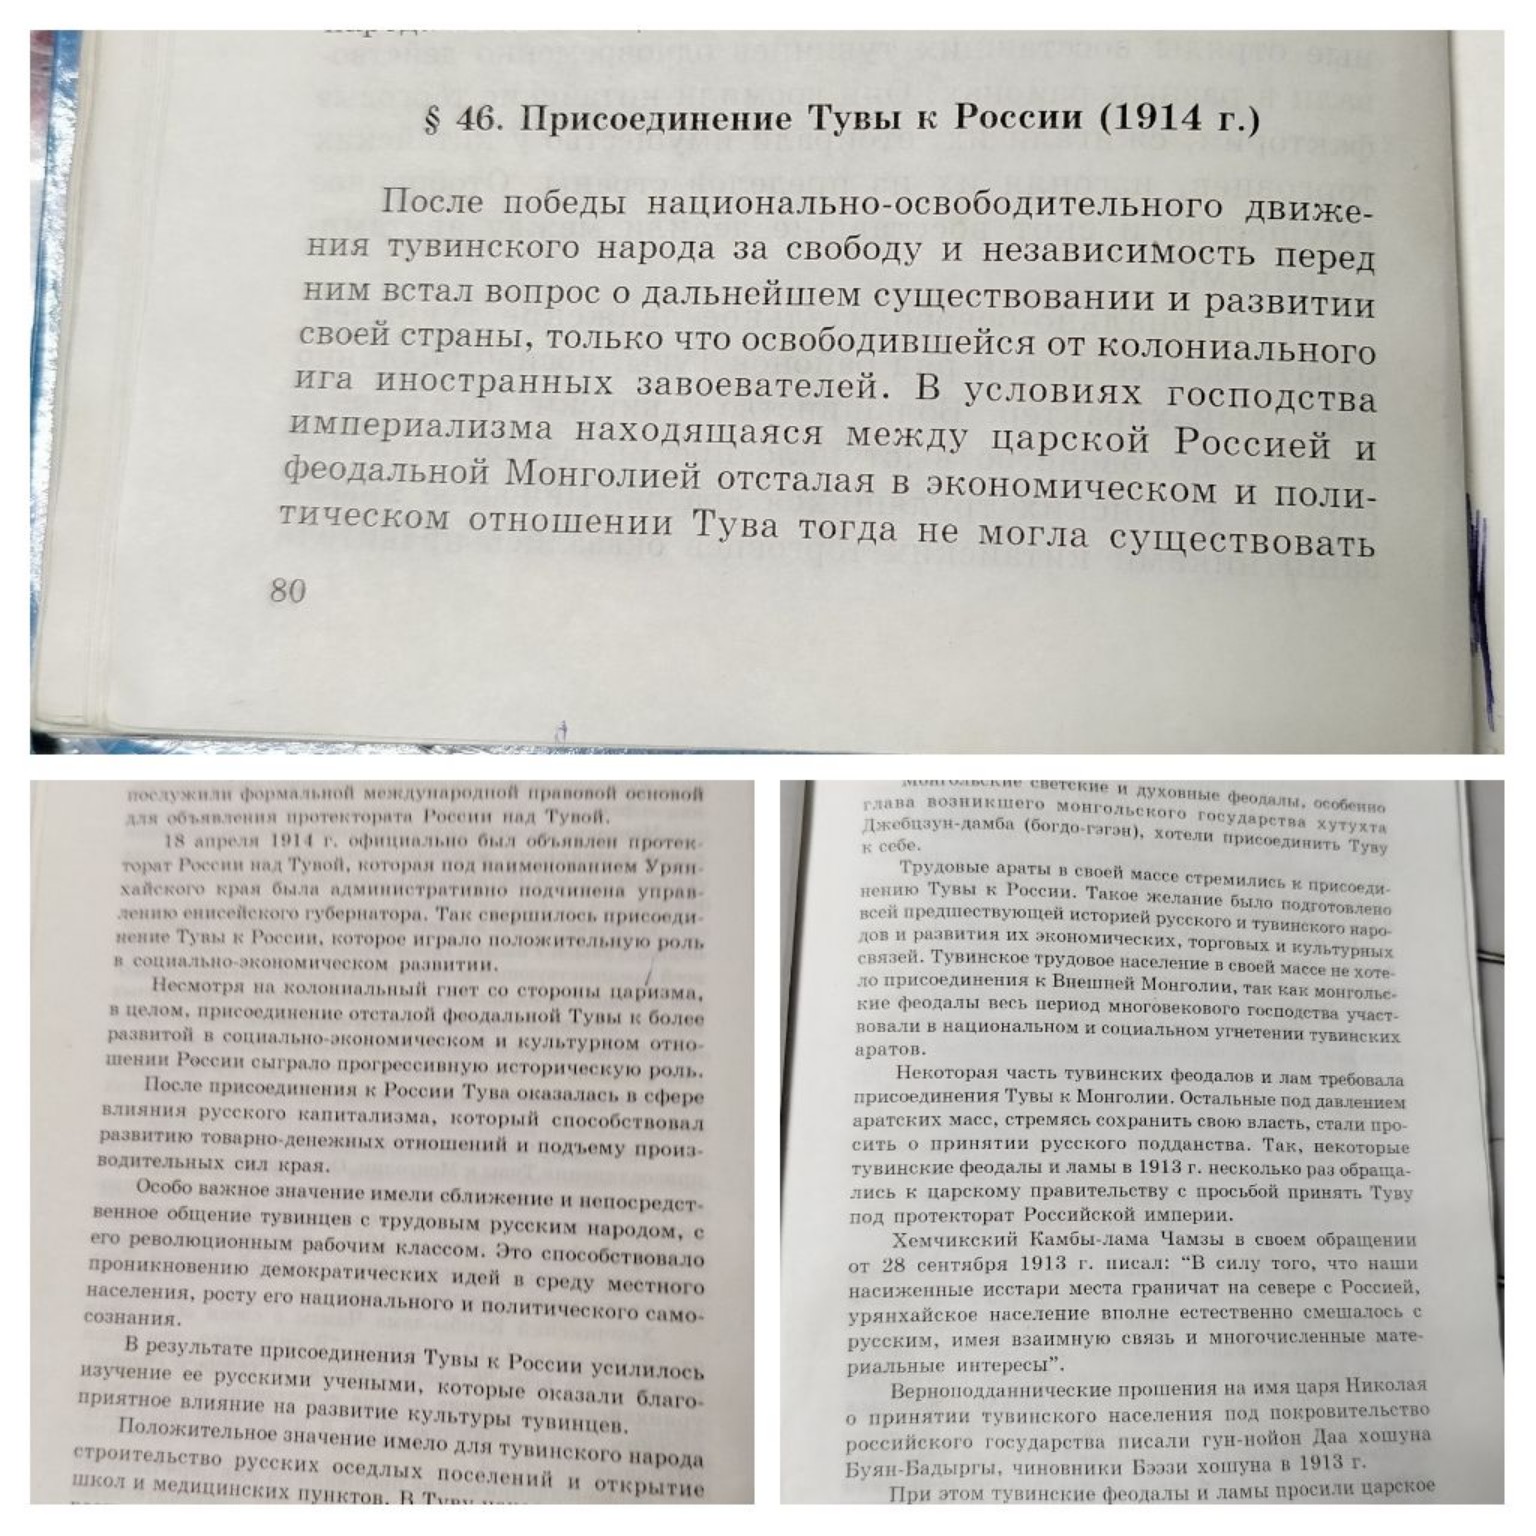 § 46. Присоединение Тувы к России (1914 г.)
После победы национально-освободительного движе-
ния тувинского народа за свободу и независимость перед
ним встал вопрос о дальнейшем существовании и развитии
своей страны, только что освободившейся от колониального
ига иностранных завоевателей. В условиях господства
империализма находящаяся между царской Россией и
феодальной Монголией отсталая в экономическом и поли-
тическом отношении Тува тогда не могла существовать
80
послужили формальной международной правовой основой
для объявления протектората России над Тувой.
18 апреля 1914 г. официально был объявлен протек-
торат России над Тувой, которая под наименованием Урян-
хайского края была административно подчинена управ-
лению енисейского губернатора. Так свершилось присоеди-
нение Тувы к России, которое играло положительную роль
в социально-экономическом развитии.
Несмотря на колониальный гнет со стороны царизма,
в целом, присоединение отсталой феодальной Тувы к более
развитой в социально-экономическом и культурном отно-
шении России сыграло прогрессивную историческую роль.
После присоединения к России Тува оказалась в сфере
влияния русского капитализма, который способствовал
развитию товарно-денежных отношений и подъему произ-
водительных сил края.
Особо важное значение имели сближение и непосредст-
венное общение тувинцев с трудовым русским народом, с
его революционным рабочим классом. Это способствовало
проникновению демократических идей в среду местного
населения, росту его национального и политического само-
сознания.
В результате присоединения Тувы к России усилилось
изучение ее русскими учеными, которые оказали благо-
приятное влияние на развитие культуры тувинцев.
Положительное значение имело для тувинского народа
строительство русских оседлых поселений и открытие
школ и медицинских пунктов. В
Монгольские светские и духовные феодалы, особенно
глава возникшего монгольского государства хутухта
Джебцзун-дамба (богдо-гэгэн), хотели присоединить Туву
к себе.
Трудовые араты в своей массе стремились к присоеди-
нению Тувы к России. Такое желание было подготовлено
всей предшествующей историей русского и тувинского наро-
дов и развития их экономических, торговых и культурных
связей. Тувинское трудовое население в своей массе не хоте-
ло присоединения к Внешней Монголии, так как монгольс-
кие феодалы весь период многовекового господства участ-
вовали в национальном и социальном угнетении тувинских
аратов.
Некоторая часть тувинских феодалов и лам требовала
присоединения Тувы к Монголии. Остальные под давлением
аратских масс, стремясь сохранить свою власть, стали про-
сить о принятии русского подданства. Так, некоторые
тувинские феодалы и ламы в 1913 г. несколько раз обраща-
лись к царскому правительству с просьбой принять Туву
под протекторат Российской империи.
Хемчикский Камбы-лама Чамзы в своем обращении
от 28 сентября 1913 г. писал: “В силу того, что наши
насиженные исстари места граничат на севере с Россией,
урянхайское население вполне естественно смешалось с
русским, имея взаимную связь и многочисленные мате-
риальные интересы”.
Верноподданнические прошения на имя царя Николая
о принятии тувинского населения под покровительство
российского государства писали гун-нойон Даа хошуна
Буян-Бадыргы, чиновники Бээзи хошуна в 1913 г.
При этом тувинские феодалы и ламы просили царское